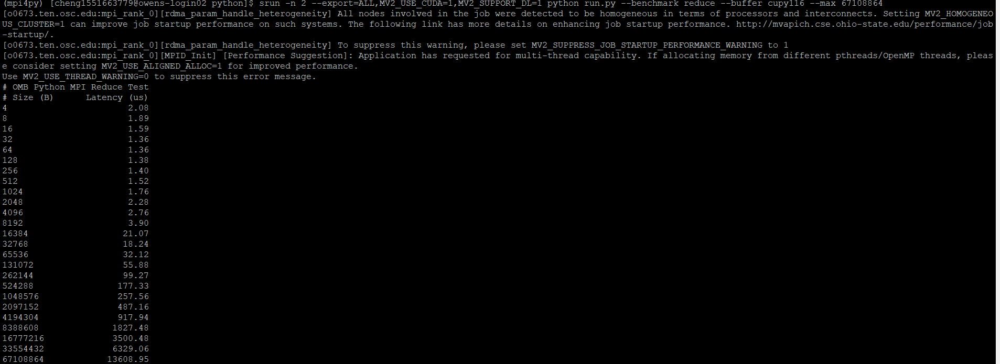 (mpi4py) [cheng1551663779@owens-login02 python]$ srun -n 2 --export=ALL,MV2_USE_CUDA=1,MV2_SUPPORT_DL=1 python run.py --benchmark reduce --buffer cupy116 --max 67108864
[o0673.ten.osc.edu:mpi_rank_0][rdma_param_handle_heterogeneity] All nodes involved in the job were detected to be homogeneous in terms of processors and interconnects. Setting MV2_HOMOGENEO
US_CLUSTER=1 can improve job startup performance on such systems. The following link has more details on enhancing job startup performance. http://mvapich.cse.ohio-state.edu/performance/job
-startup/.
[o0673.ten.osc.edu:mpi_rank_0][rdma_param_handle_heterogeneity] To suppress this warning, please set MV2_SUPPRESS_JOB_STARTUP_PERFORMANCE_WARNING to 1
[o0673.ten.osc.edu:mpi_rank_0][MPID_Init] [Performance Suggestion]: Application has requested for multi-thread capability. If allocating memory from different pthreads/OpenMP threads, pleas
e consider setting MV2_USE_ALIGNED_ALLOC=1 for improved performance.
Use MV2_USE_THREAD_WARNING=0 to suppress this error message.
# OMB Python MPI Reduce Test
# Size (B) Latency (us)
4 2.08
8 1.89
16 1.59
32 1.36
64 1.36
128 1.38
256 1.40
512 1.52
1024 1.76
2048 2.28
4096 2.76
8192 3.90
16384 21.07
32768 18.24
65536 32.12
131072 55.88
262144 99.27
524288 177.33
1048576 257.56
2097152 487.16
4194304 917.94
8388608 1827.48
16777216 3500.48
33554432 6329.06
67108864 13608.95